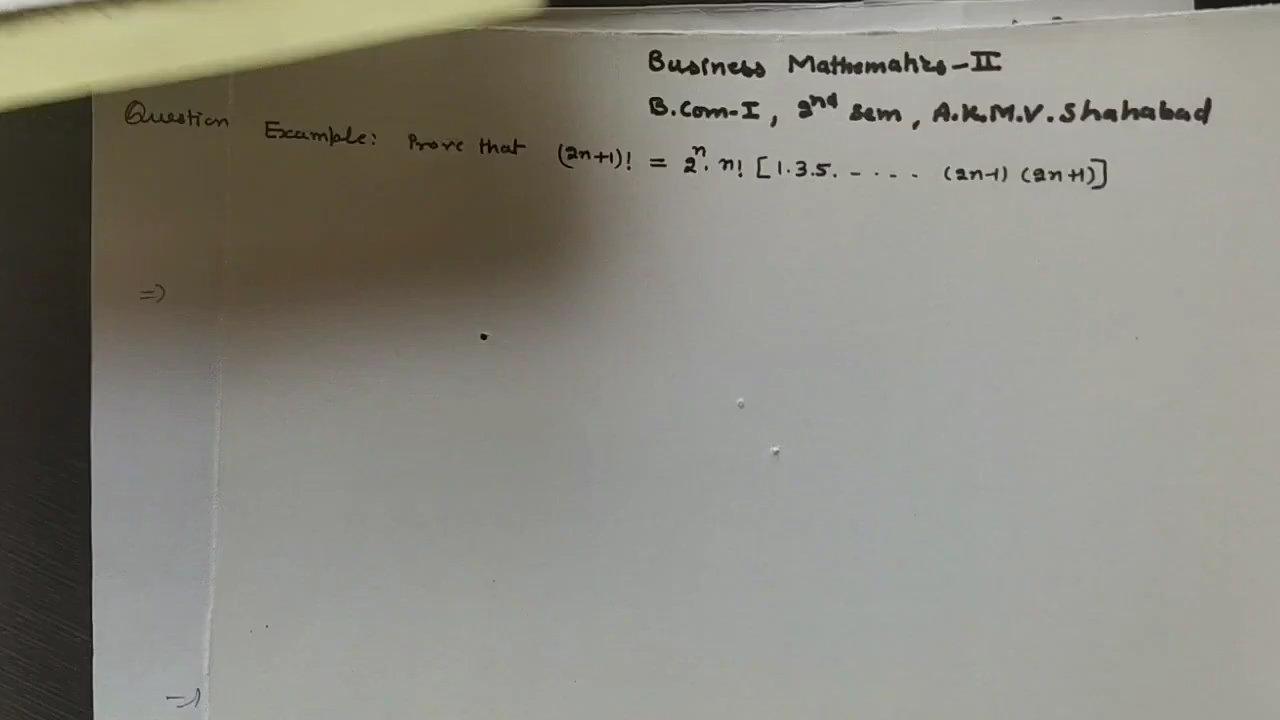 Business Mathematics-II
B.Com-I, 2nd sem, A.K.M.V. Shahabad
Question Example: Prove that (2n+1)! = 2ⁿ. n! [1.3.5. - . . . . (2n-1) (2n+1)]
=)